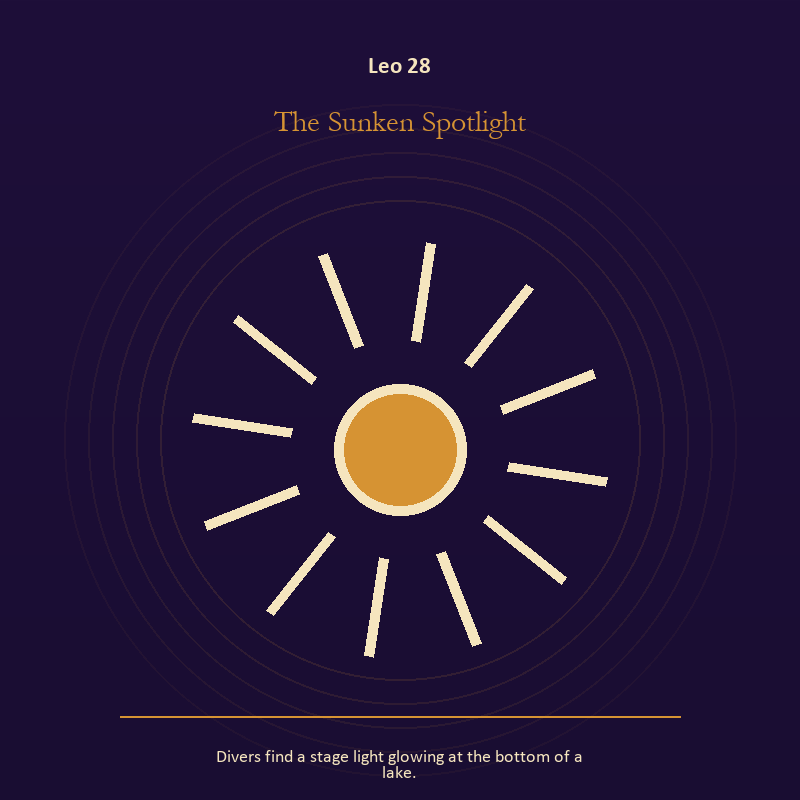 Leo 28
The Sunken Spotlight
Divers find a stage light glowing at the bottom of a
lake.